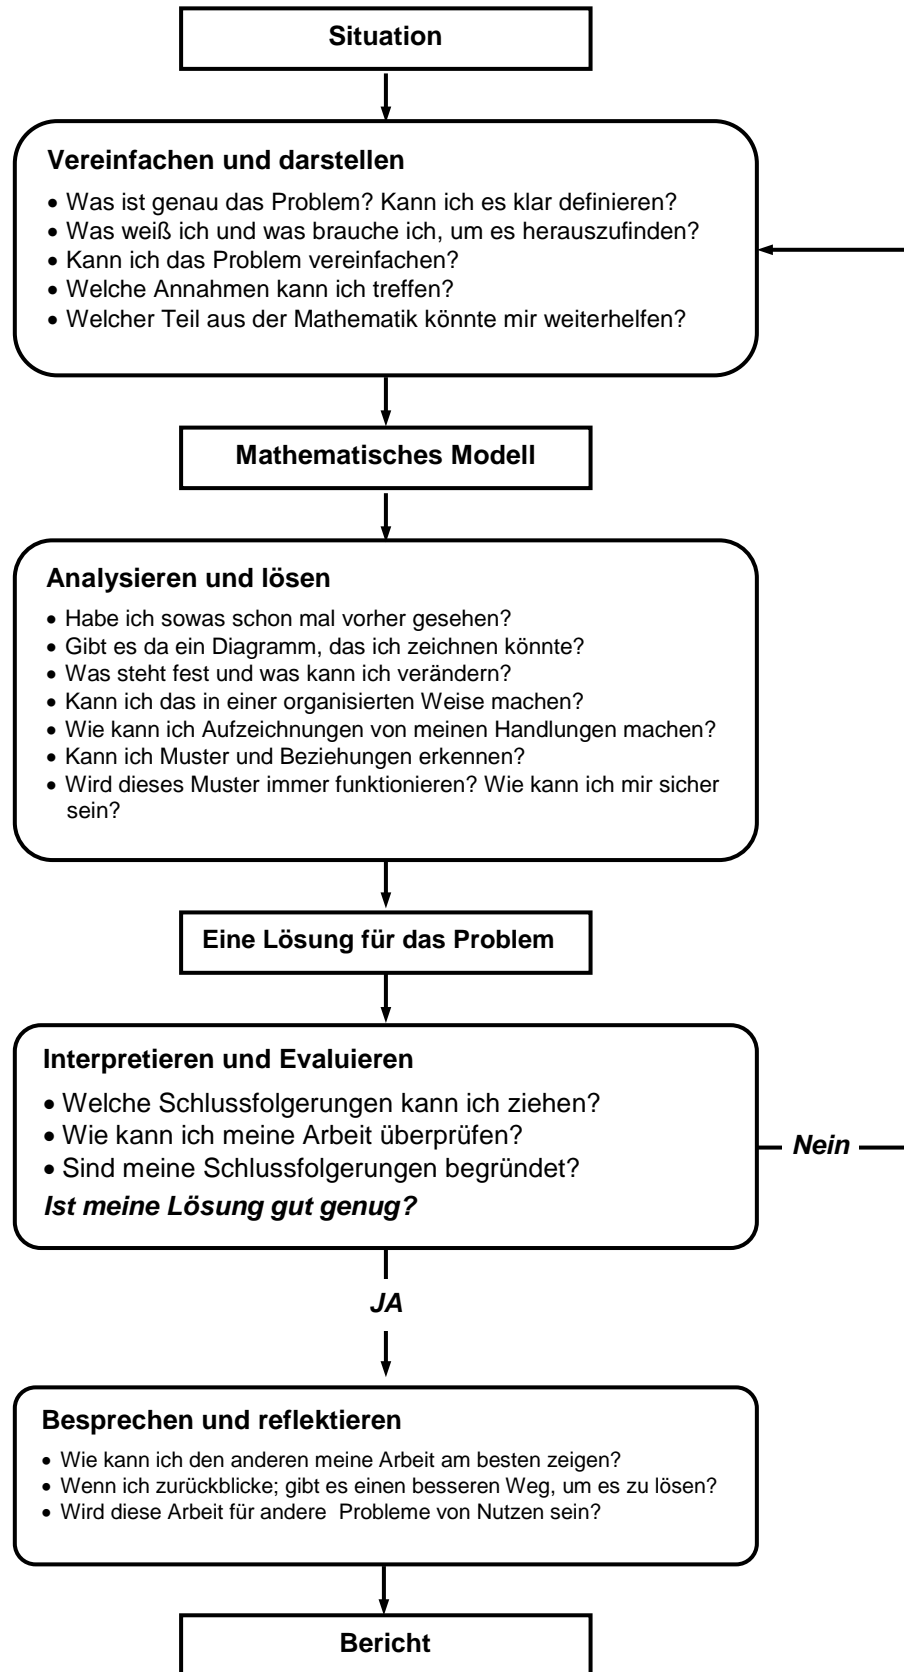 Situation
Vereinfachen und darstellen
• Was ist genau das Problem? Kann ich es klar definieren?
• Was weiß ich und was brauche ich, um es herauszufinden?
• Kann ich das Problem vereinfachen?
• Welche Annahmen kann ich treffen?
• Welcher Teil aus der Mathematik könnte mir weiterhelfen?
Mathematisches Modell
Analysieren und lösen
• Habe ich sowas schon mal vorher gesehen?
• Gibt es da ein Diagramm, das ich zeichnen könnte?
• Was steht fest und was kann ich verändern?
• Kann ich das in einer organisierten Weise machen?
• Wie kann ich Aufzeichnungen von meinen Handlungen machen?
• Kann ich Muster und Beziehungen erkennen?
• Wird dieses Muster immer funktionieren? Wie kann ich mir sicher
sein?
Eine Lösung für das Problem
Interpretieren und Evaluieren
• Welche Schlussfolgerungen kann ich ziehen?
• Wie kann ich meine Arbeit überprüfen?
• Sind meine Schlussfolgerungen begründet?
Ist meine Lösung gut genug?
Nein
JA
Besprechen und reflektieren
• Wie kann ich den anderen meine Arbeit am besten zeigen?
• Wenn ich zurückblicke; gibt es einen besseren Weg, um es zu lösen?
• Wird diese Arbeit für andere Probleme von Nutzen sein?
Bericht